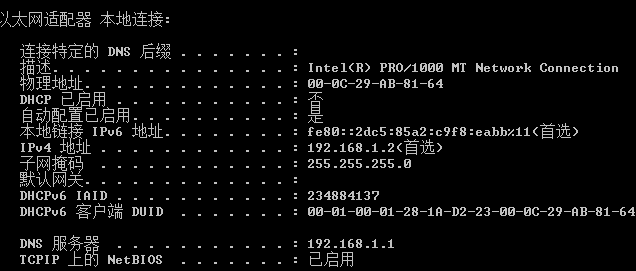 以太网适配器 本地连接:
连接特定的 DNS 后缀 . . . . . . . :
描述. . . . . . . . . . . . . . . : Intel(R) PRO/1000 MT Network Connection
物理地址. . . . . . . . . . . . . : 00-0C-29-AB-81-64
DHCP 已启用 . . . . . . . . . . . : 否
自动配置已启用. . . . . . . . . . : 是
本地链接 IPv6 地址. . . . . . . . : fe80::2dc5:85a2:c9f8:eabb%11(首选)
IPv4 地址 . . . . . . . . . . . . : 192.168.1.2(首选)
子网掩码 . . . . . . . . . . . . : 255.255.255.0
默认网关. . . . . . . . . . . . . :
DHCPv6 IAID . . . . . . . . . . . : 234884137
DHCPv6 客户端 DUID . . . . . . . : 00-01-00-01-28-1A-D2-23-00-0C-29-AB-81-64
DNS 服务器 . . . . . . . . . . . : 192.168.1.1
TCPIP 上的 NetBIOS . . . . . . . : 已启用